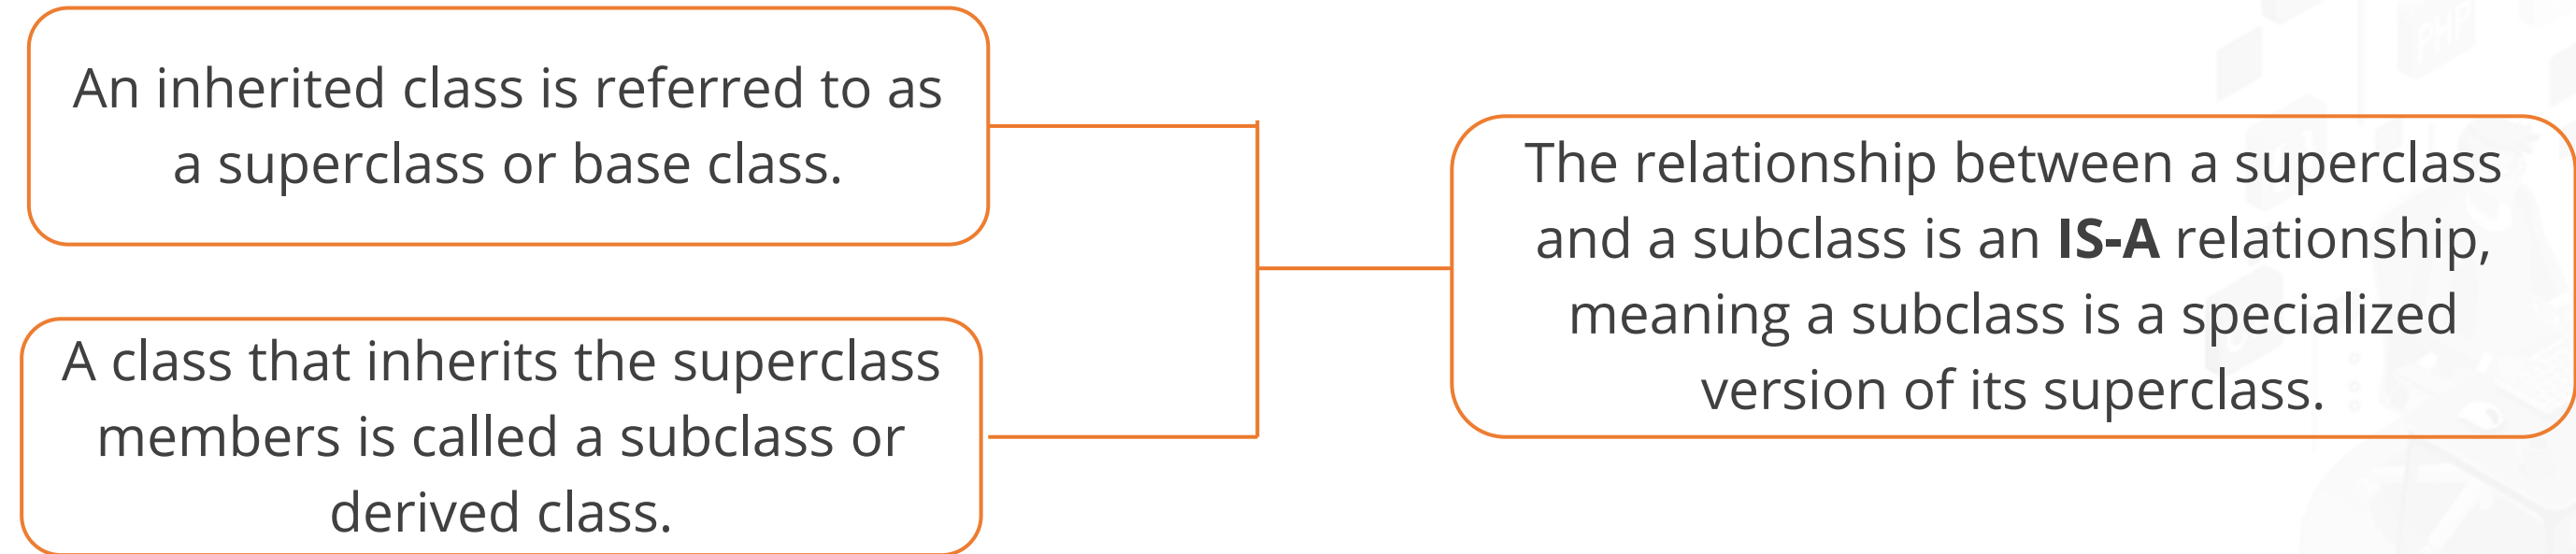 An inherited class is referred to as
a superclass or base class.
A class that inherits the superclass
members is called a subclass or
derived class.
The relationship between a superclass
and a subclass is an IS-A relationship,
meaning a subclass is a specialized
version of its superclass.
PHP